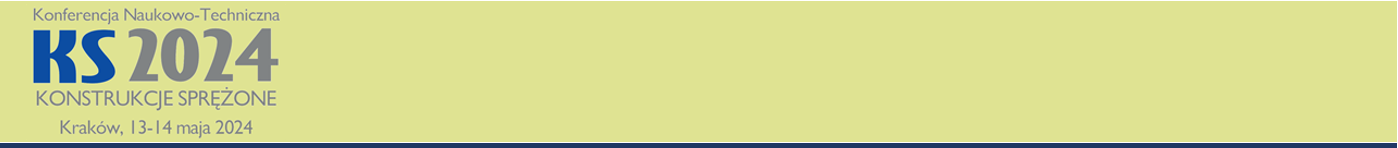 Konferencja Naukowo-Techniczna
KS 2024
KONSTRUKCJE SPRĘŻONE
Kraków, 13-14 maja 2024